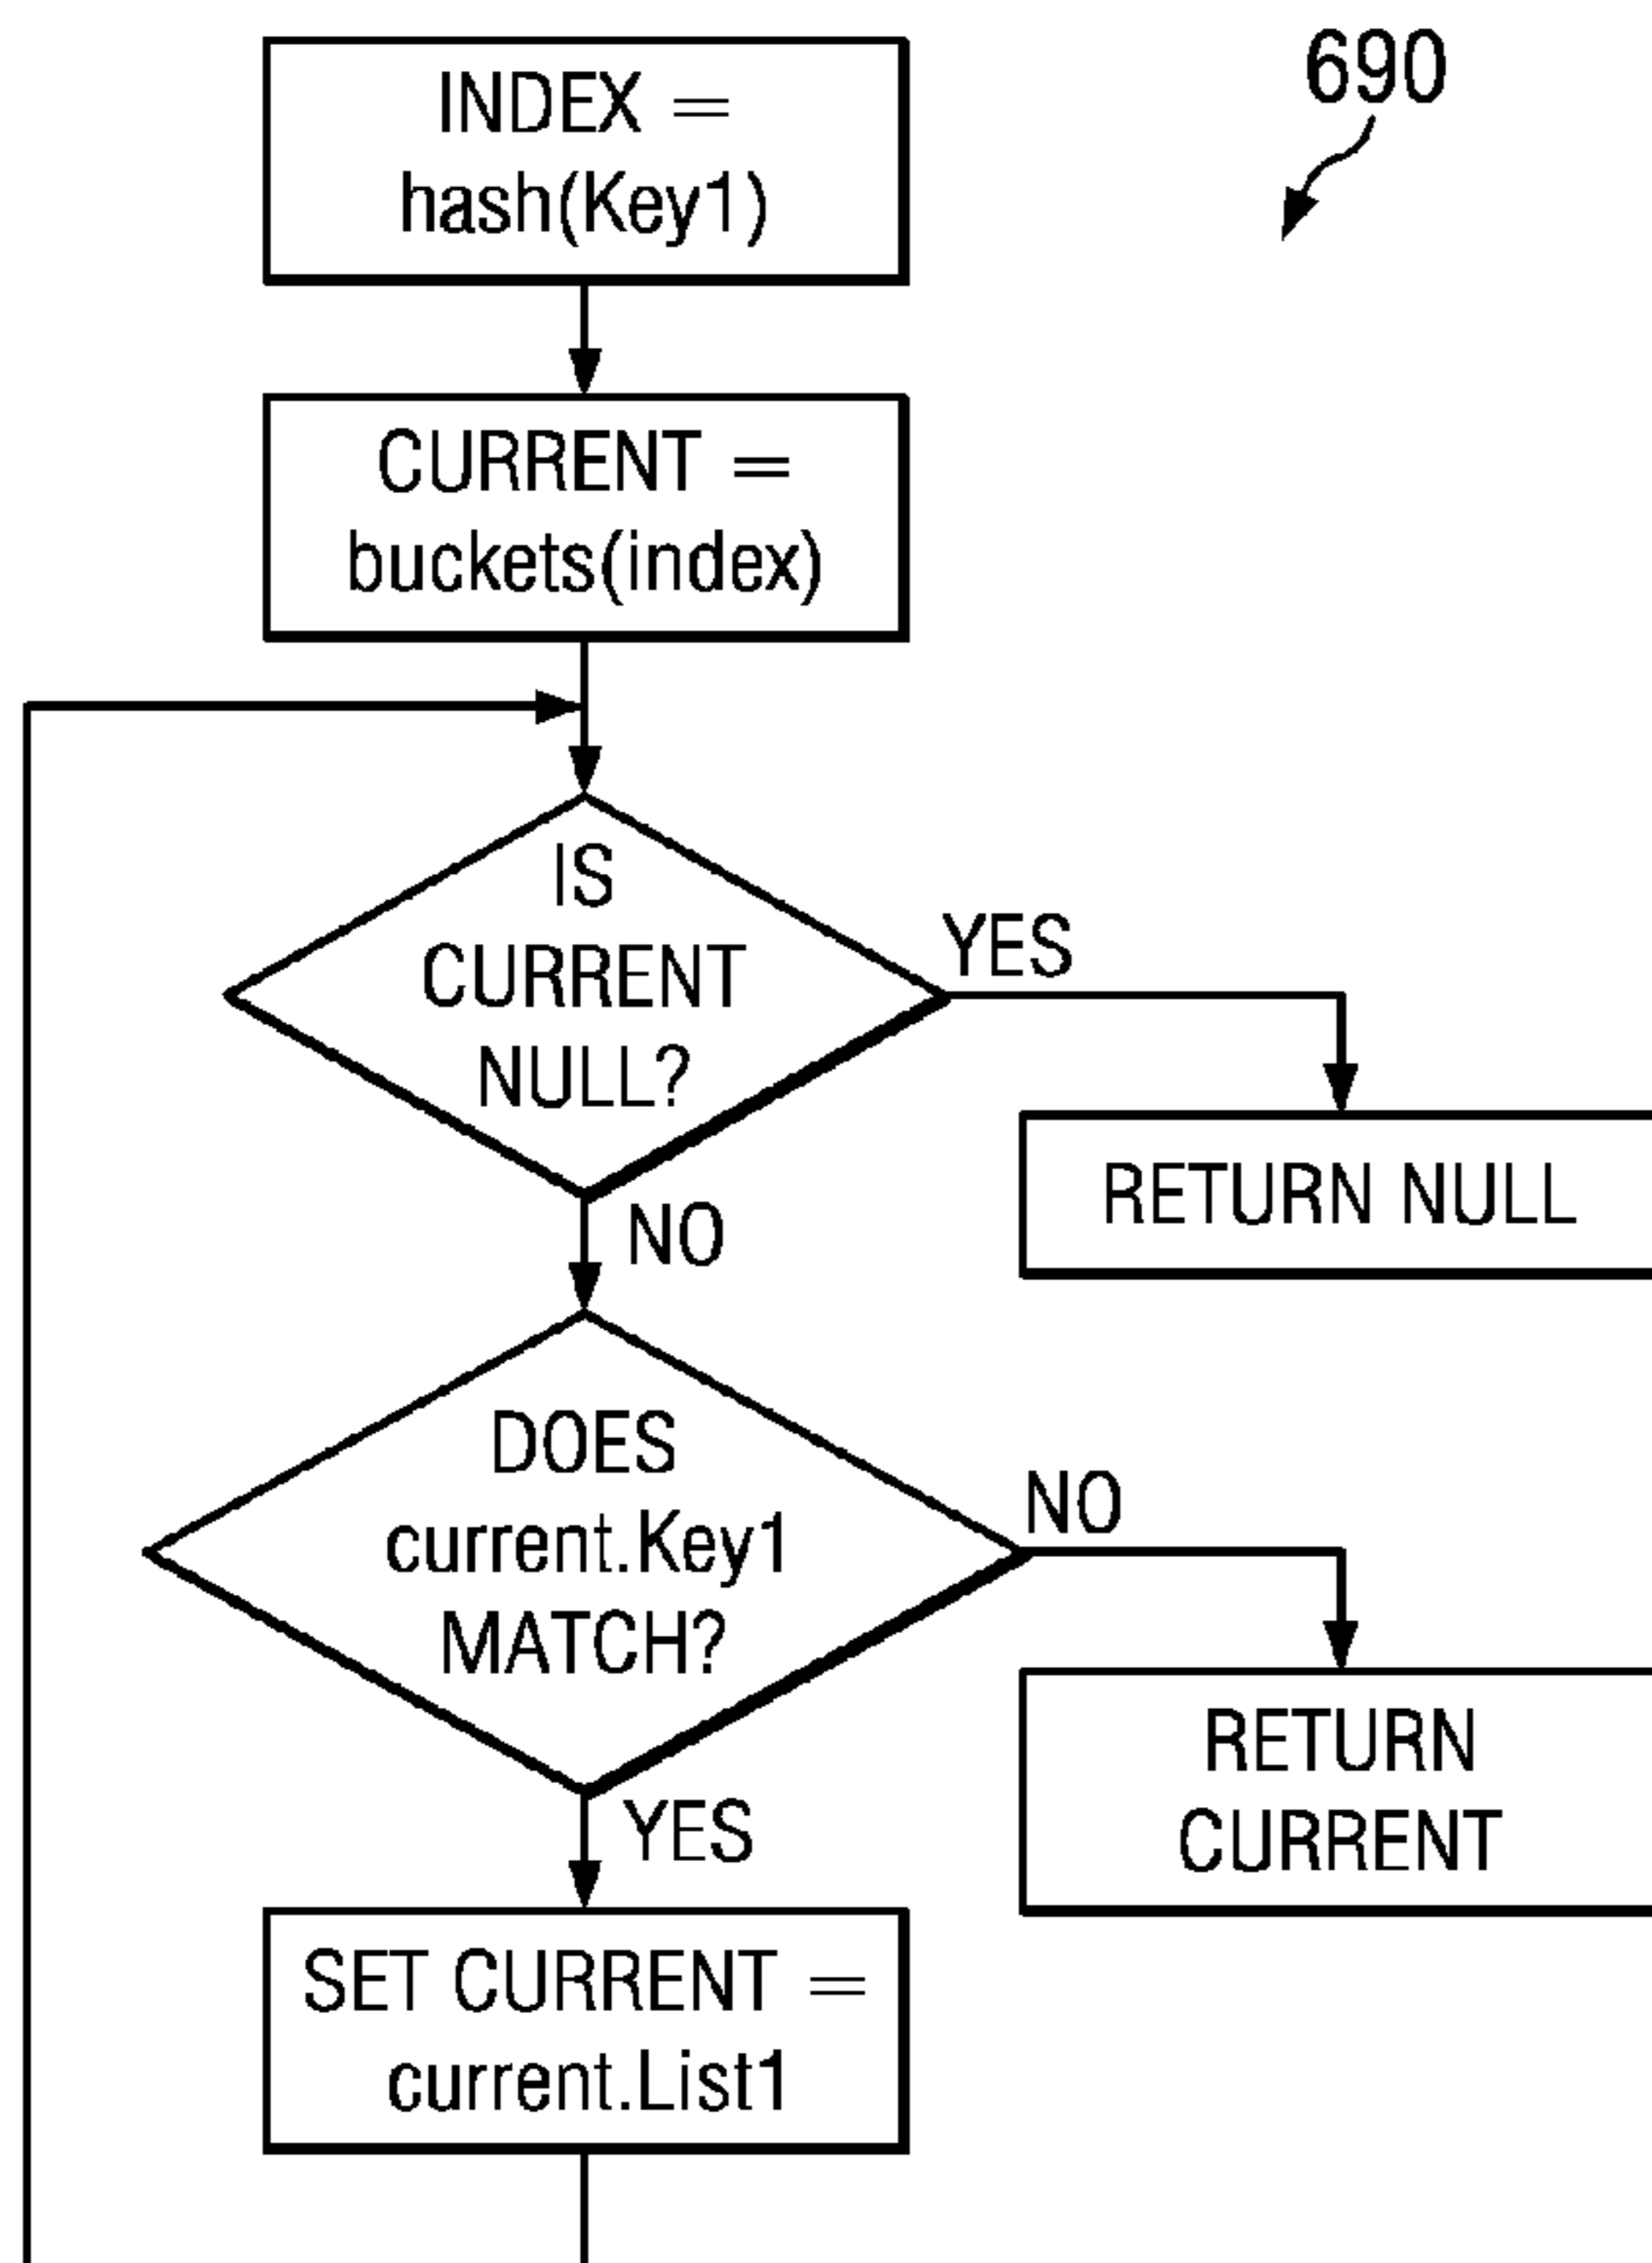 690
INDEX =
hash(Key1)
CURRENT =
buckets(index)
IS
CURRENT
NULL?
YES
RETURN NULL
NO
DOES
current.Key1
MATCH?
NO
RETURN
CURRENT
YES
SET CURRENT =
current.List1